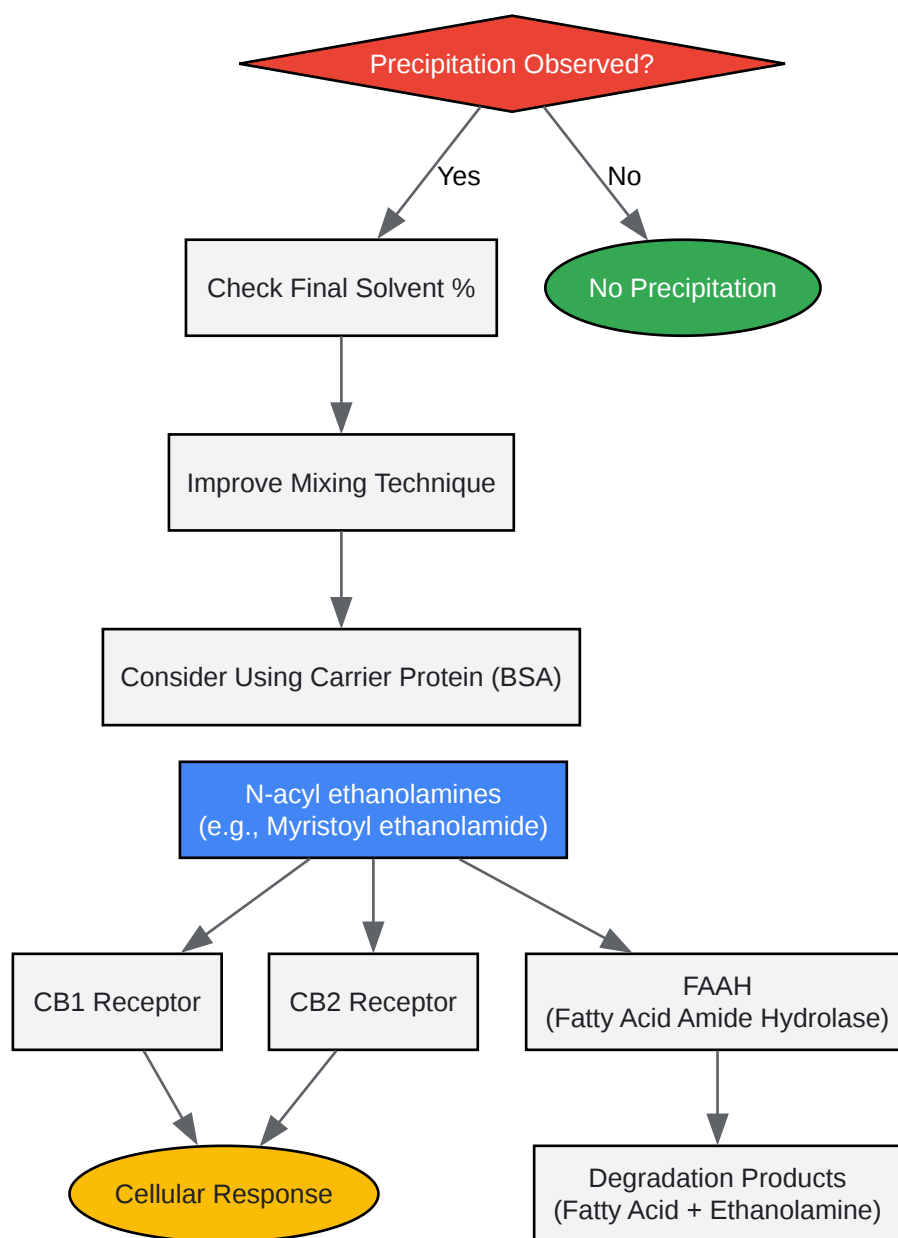 Precipitation Observed?
Yes
No
Check Final Solvent %
No Precipitation
Improve Mixing Technique
Consider Using Carrier Protein (BSA)
N-acyl ethanolamines
(e.g., Myristoyl ethanolamide)
CB1 Receptor
CB2 Receptor
FAAH
(Fatty Acid Amide Hydrolase)
Cellular Response
Degradation Products
(Fatty Acid + Ethanolamine)